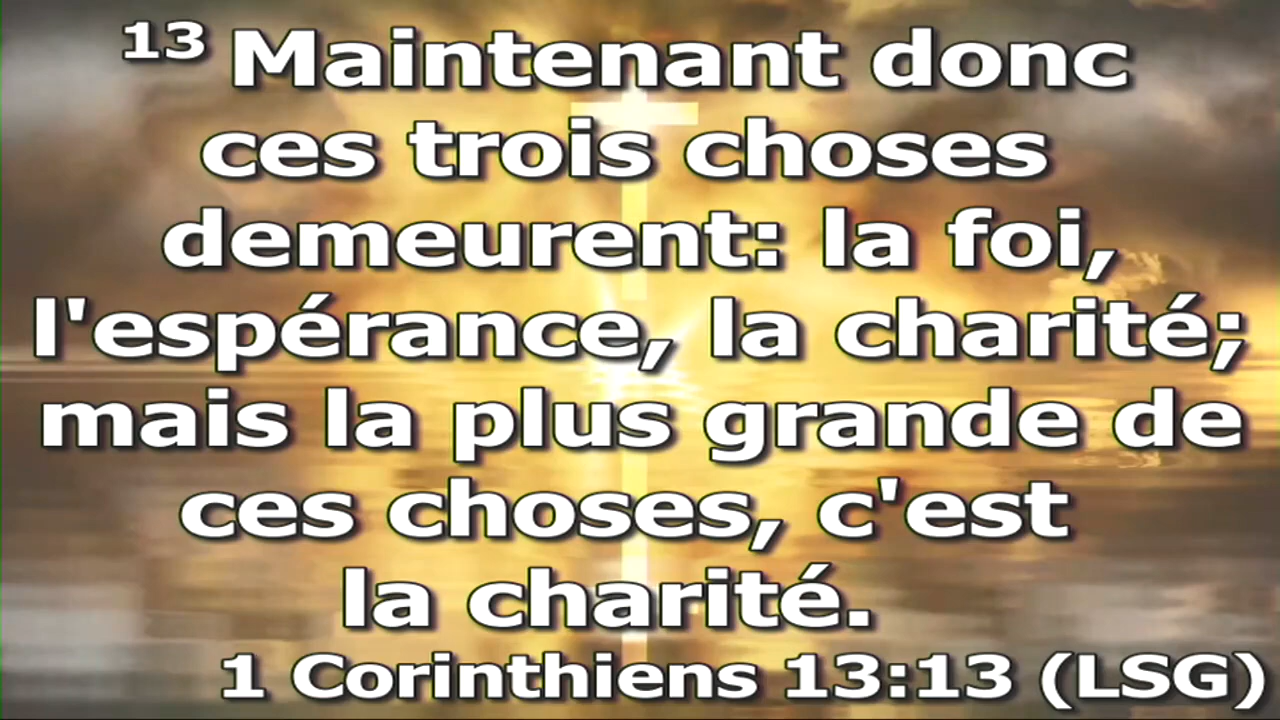 13 Maintenant donc
ces trois choses
demeurent: la foi,
l'espérance, la charité;
mais la plus grande de
ces choses, c'est
la charité.
1 Corinthiens 13:13 (LSG)